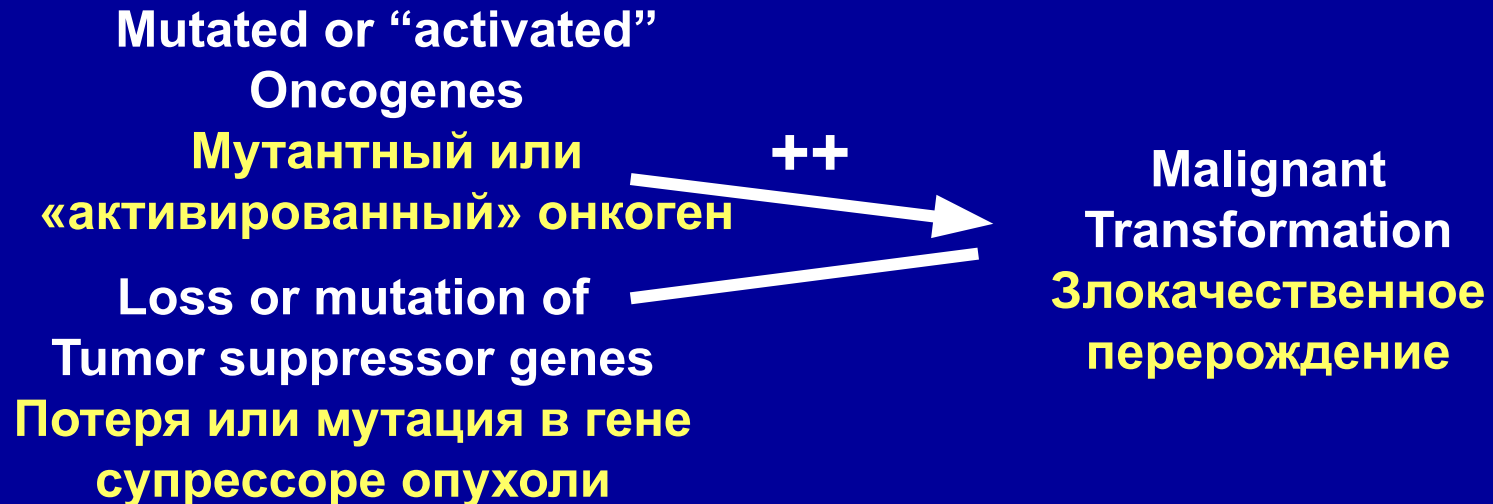 Mutated or “activated”
Oncogenes
Мутантный или
«активированный» онкоген
++
Loss or mutation of
Tumor suppressor genes
Потеря или мутация в гене
супрессоре опухоли
Malignant
Transformation
Злокачественное
перерождение